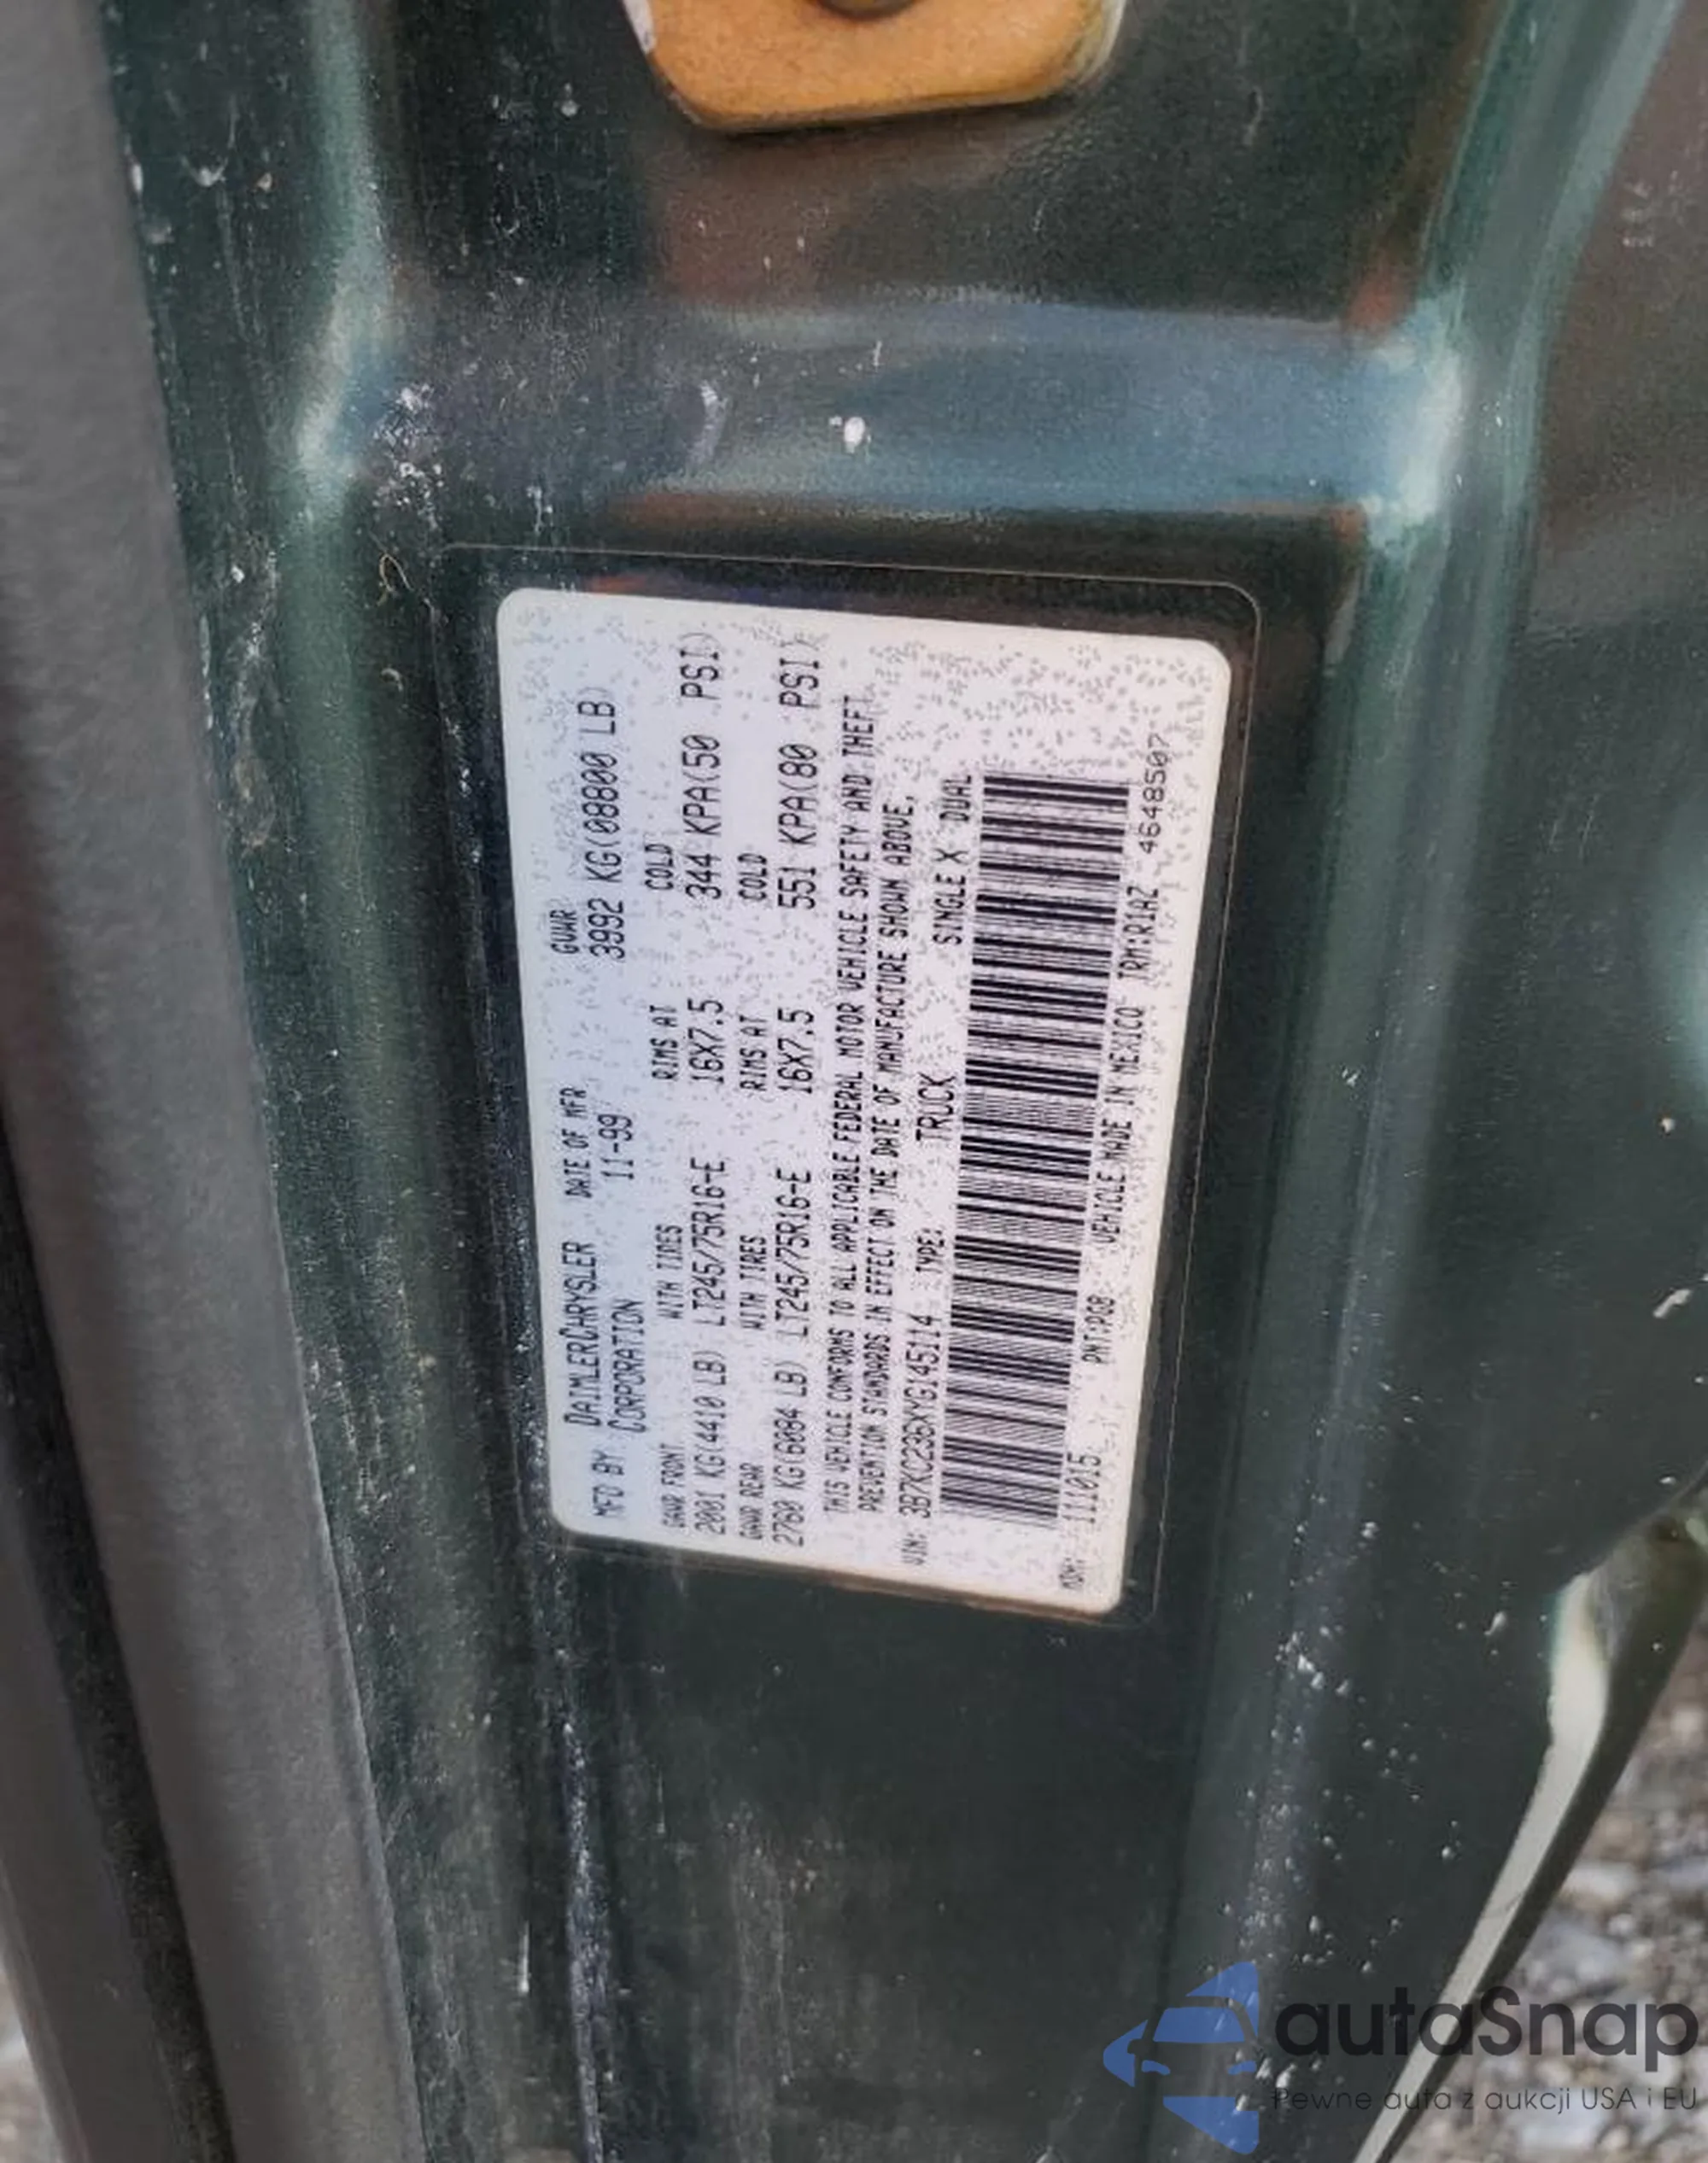 MFD BY DAIMLERCHRYSLER CORPORATION DATE OF MFR 11-99 GVWR 3992 KG(08800 LB)
GAWR FRONT WITH TIRES RIMS AT COLD
2001 KG(4410 LB) LT245/75R16-E 16X7.5 344 KPA(50 PSI)
GAWR REAR WITH TIRES RIMS AT COLD
2760 KG(6084 LB) LT245/75R16-E 16X7.5 551 KPA(80 PSI)
THIS VEHICLE CONFORMS TO ALL APPLICABLE FEDERAL MOTOR VEHICLE SAFETY AND THEFT
PREVENTION STANDARDS IN EFFECT ON THE DATE OF MANUFACTURE SHOWN ABOVE.
VIN: 3B7KC236XYG145114 TYPE: TRUCK SINGLE X DUAL
MDH: 111015 PNT:PG8 VEHICLE MADE IN MEXICO TRM:R1AZ 4648507
autaSnap
Pewne auta z aukcji USA i EU